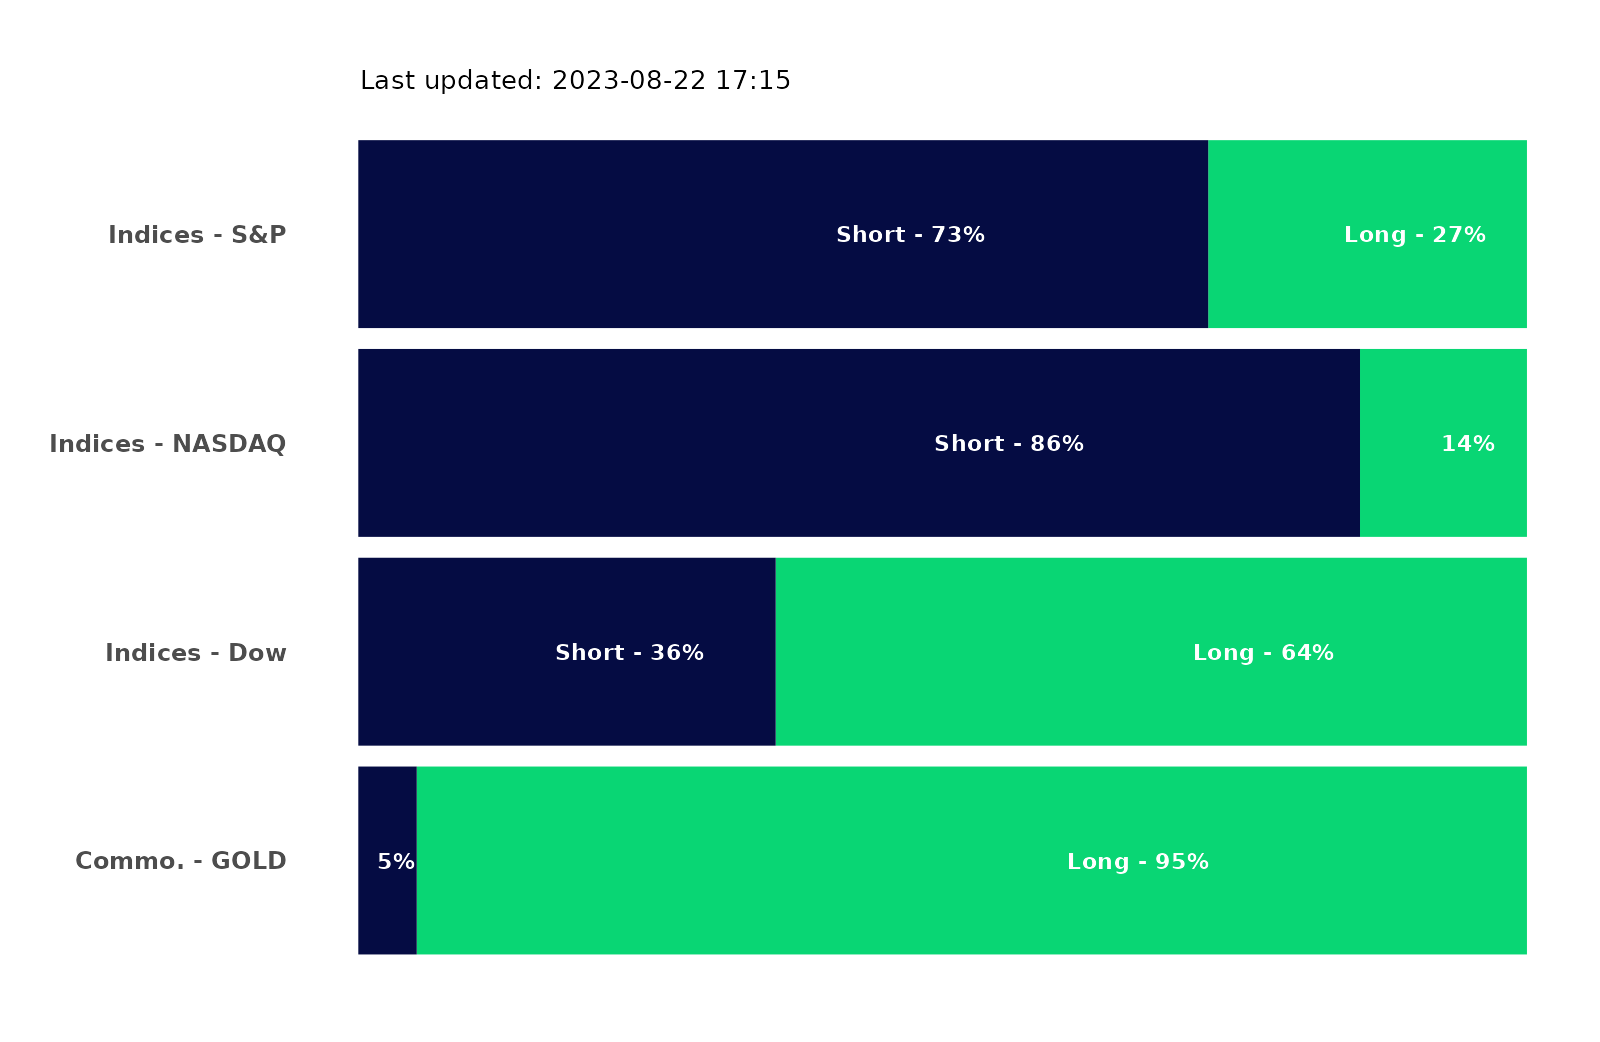 Last updated: 2023-08-22 17:15
Indices - S&P Short - 73% Long - 27%
Indices - NASDAQ Short - 86% 14%
Indices - Dow Short - 36% Long - 64%
Commo. - GOLD 5% Long - 95%